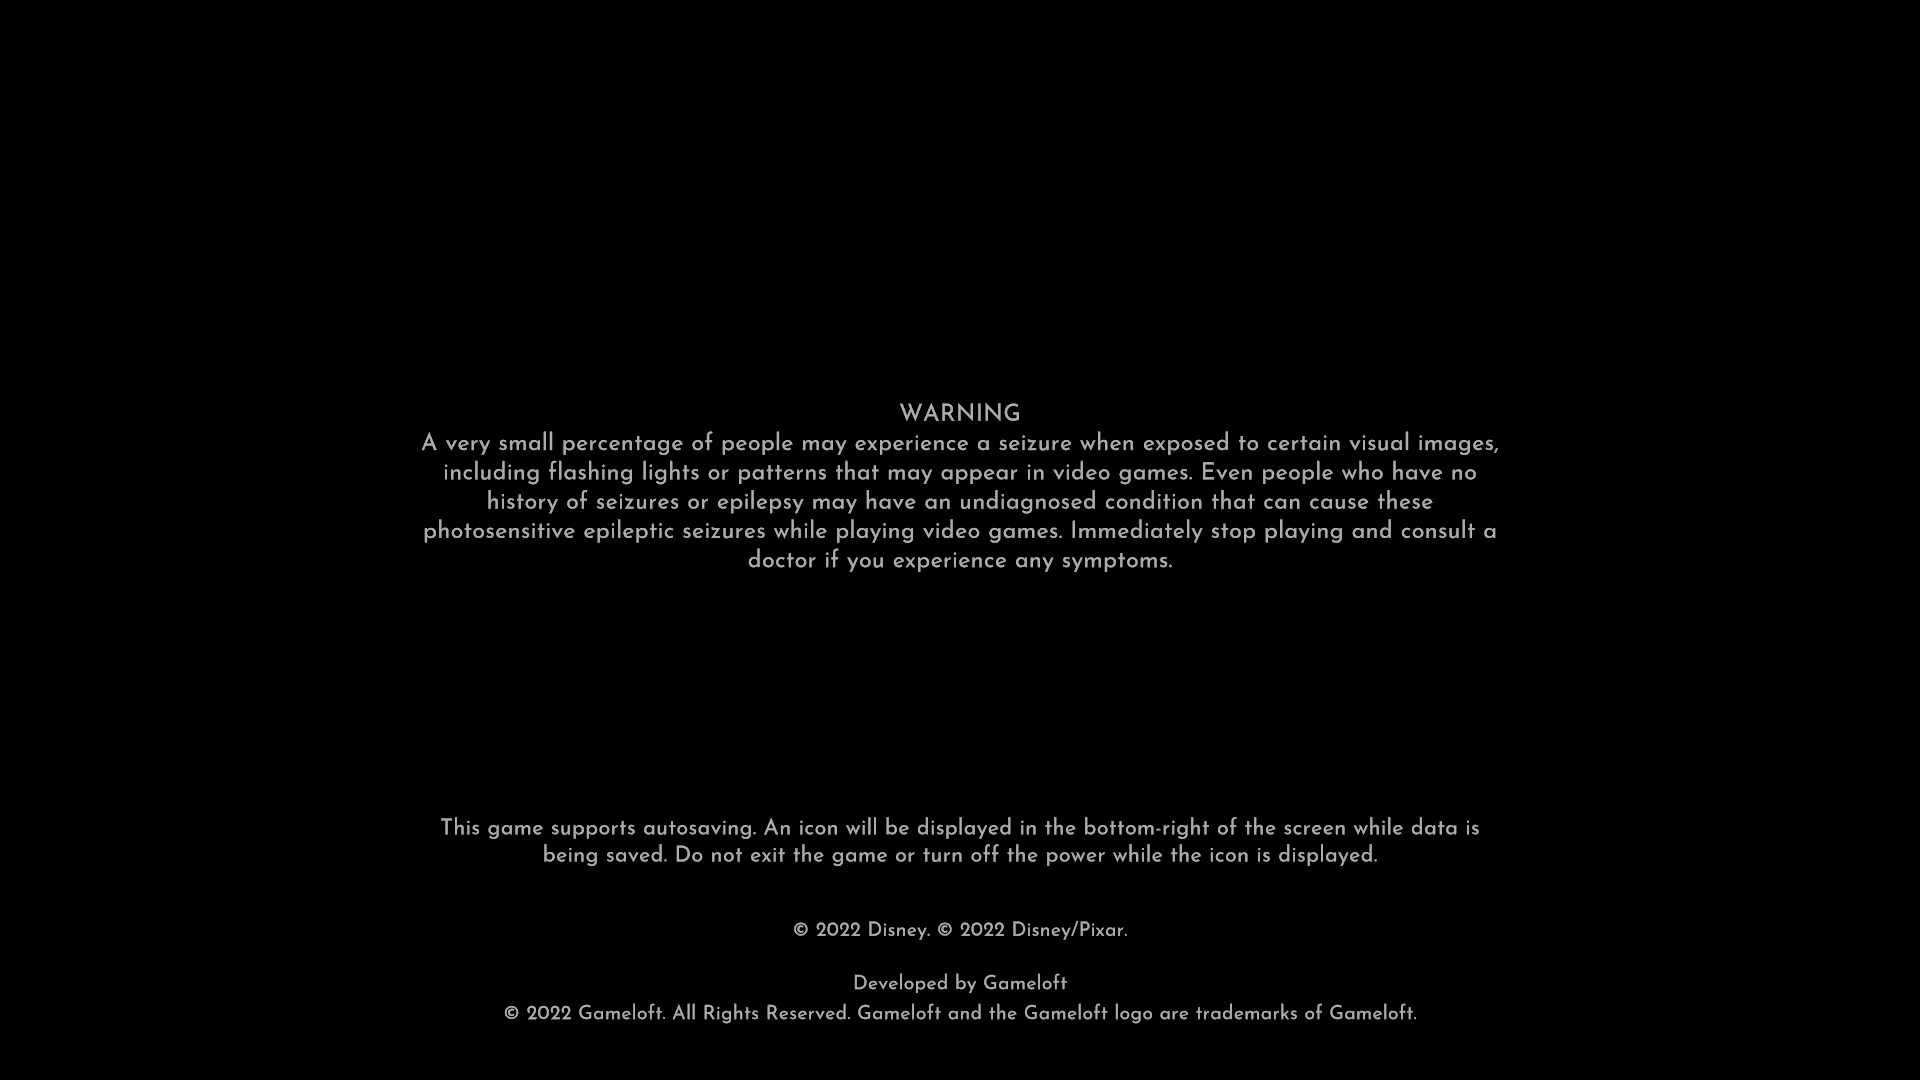 WARNING
A very small percentage of people may experience a seizure when exposed to certain visual images,
including flashing lights or patterns that may appear in video games. Even people who have no
history of seizures or epilepsy may have an undiagnosed condition that can cause these
photosensitive epileptic seizures while playing video games. Immediately stop playing and consult a
doctor if you experience any symptoms.
This game supports autosaving. An icon will be displayed in the bottom-right of the screen while data is
being saved. Do not exit the game or turn off the power while the icon is displayed.
© 2022 Disney. © 2022 Disney/Pixar.
Developed by Gameloft
© 2022 Gameloft. All Rights Reserved. Gameloft and the Gameloft logo are trademarks of Gameloft.